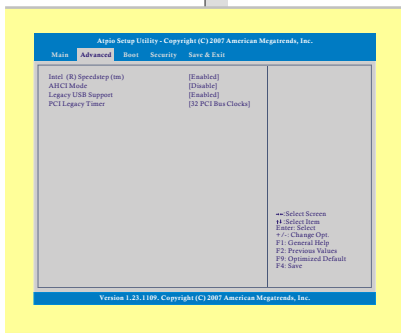 Atpio Setup Utility - Copyright (C) 2007 American Megatrends, Inc.
Main Advanced Boot Security Save & Exit
Intel (R) Speedstep (tm) [Enabled]
AHCI Mode [Disable]
Legacy USB Support [Enabled]
PCI Legacy Timer [32 PCI Bus Clocks]
→←:Select Screen
↑↓:Select Item
Enter: Select
+/-: Change Opt.
F1: General Help
F2: Previous Values
F9: Optimized Default
F4: Save
Version 1.23.1109. Copyright (C) 2007 American Megatrends, Inc.